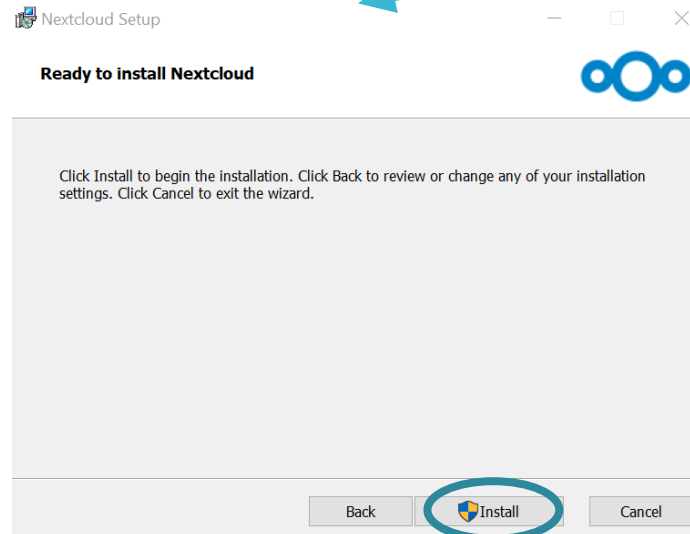 Nextcloud Setup
Ready to install Nextcloud
Click Install to begin the installation. Click Back to review or change any of your installation
settings. Click Cancel to exit the wizard.
Back
Install
Cancel